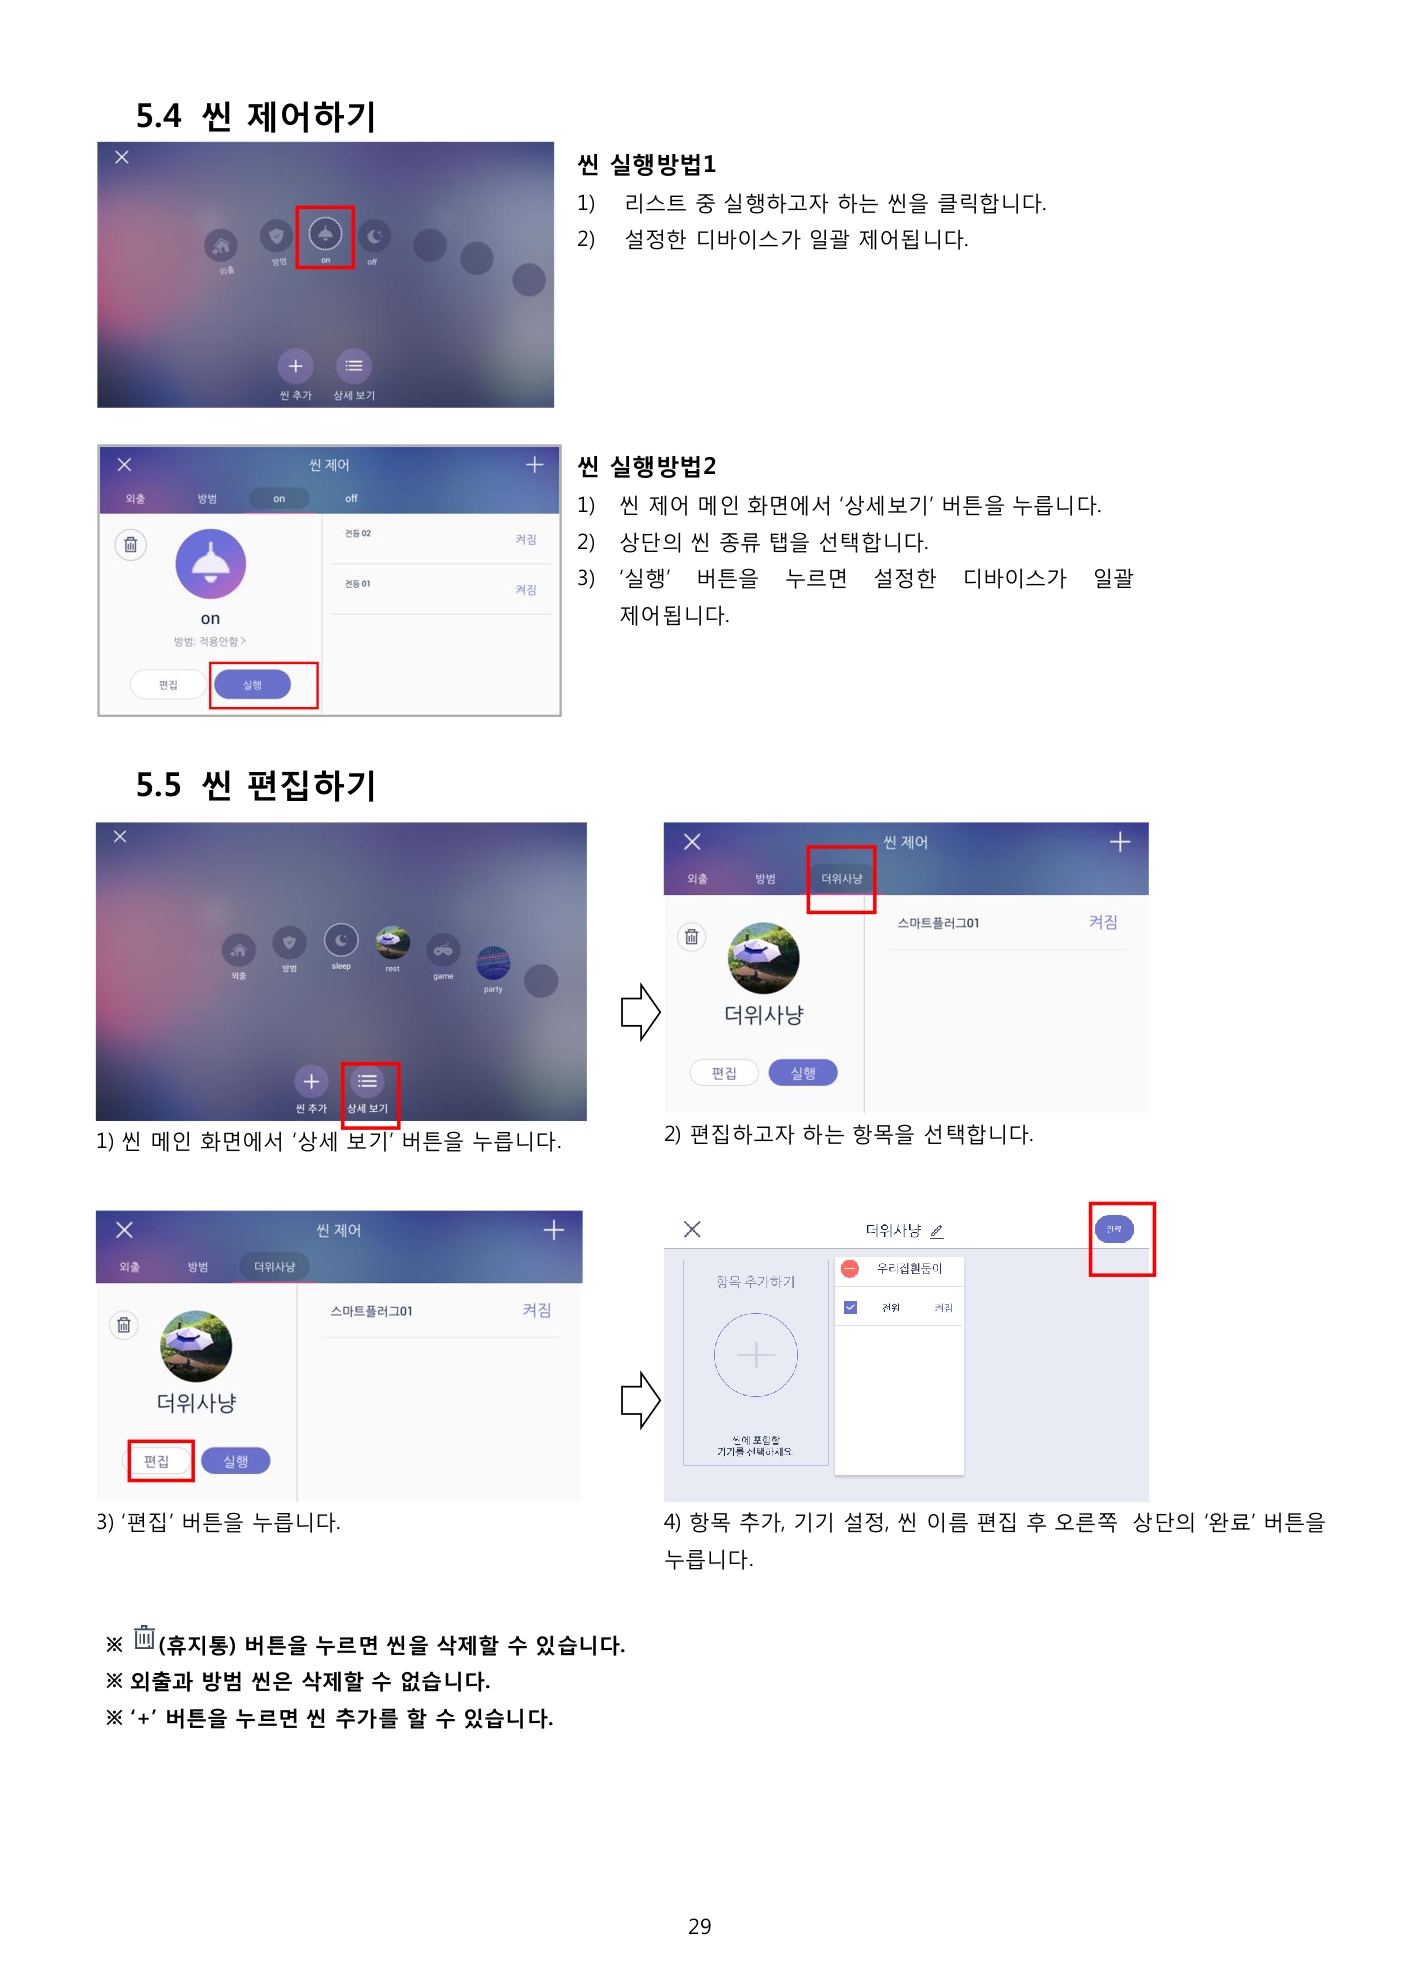 5.4 씬 제어하기
외출
방범
on
off
씬 추가
상세 보기
씬 실행방법1
1) 리스트 중 실행하고자 하는 씬을 클릭합니다.
2) 설정한 디바이스가 일괄 제어됩니다.
씬 제어
외출 방범 on off
on
방범: 적용안함 >
편집 실행
전등 02 켜짐
전등 01 켜짐
씬 실행방법2
1) 씬 제어 메인 화면에서 ‘상세보기’ 버튼을 누릅니다.
2) 상단의 씬 종류 탭을 선택합니다.
3) ‘실행’ 버튼을 누르면 설정한 디바이스가 일괄
제어됩니다.
5.5 씬 편집하기
외출
방범
sleep
rest
game
party
씬 추가
상세 보기
1) 씬 메인 화면에서 ‘상세 보기’ 버튼을 누릅니다.
씬 제어
외출 방범 더위사냥
스마트플러그01 켜짐
더위사냥
편집 실행
2) 편집하고자 하는 항목을 선택합니다.
씬 제어
외출 방범 더위사냥
스마트플러그01 켜짐
더위사냥
편집 실행
3) ‘편집’ 버튼을 누릅니다.
더위사냥
완료
항목 추가하기
씬에 포함할
기기를 선택하세요.
우리집흰둥이
전원 켜짐
4) 항목 추가, 기기 설정, 씬 이름 편집 후 오른쪽 상단의 ‘완료’ 버튼을
누릅니다.
※ (휴지통) 버튼을 누르면 씬을 삭제할 수 있습니다.
※ 외출과 방범 씬은 삭제할 수 없습니다.
※ ‘+’ 버튼을 누르면 씬 추가를 할 수 있습니다.
29